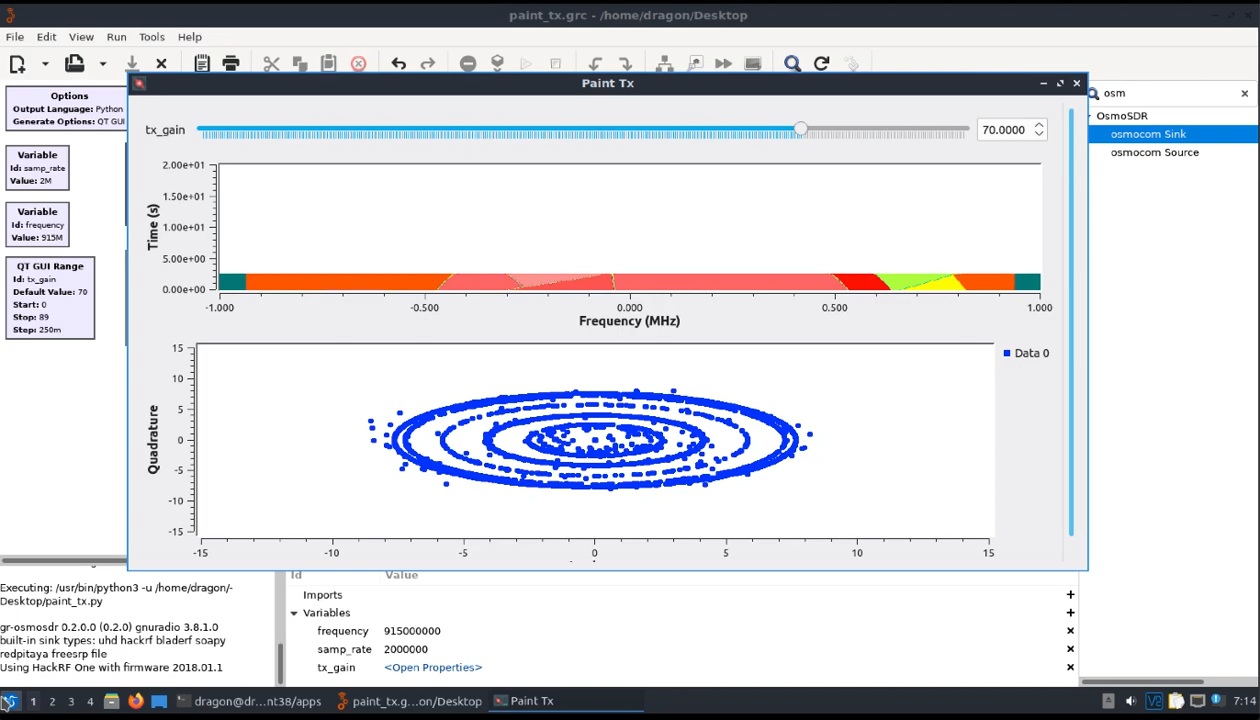 paint_tx.grc - /home/dragon/Desktop
File Edit View Run Tools Help
Paint Tx
osm
Options
Output Language: Python
Generate Options: QT GUI
Variable
Id: samp_rate
Value: 2M
Variable
Id: frequency
Value: 915M
QT GUI Range
Id: tx_gain
Default Value: 70
Start: 0
Stop: 89
Step: 250m
tx_gain
70.0000
OsmoSDR
osmocom Sink
osmocom Source
Time (s)
2.00e+01
1.50e+01
1.00e+01
5.00e+00
0.00e+00
-1.000 -0.500 0.000 0.500 1.000
Frequency (MHz)
Quadrature
15
10
5
0
-5
-10
-15
-15 -10 -5 0 5 10 15
Data 0
Executing: /usr/bin/python3 -u /home/dragon/-
Desktop/paint_tx.py
gr-osmosdr 0.2.0.0 (0.2.0) gnuradio 3.8.1.0
built-in sink types: uhd hackrf bladerf soapy
redpitaya freesrp file
Using HackRF One with firmware 2018.01.1
Id Value
Imports
Variables
frequency 915000000
samp_rate 2000000
tx_gain <Open Properties>
1 2 3 4
dragon@dr...nt38/apps
paint_tx.g...on/Desktop
Paint Tx
7:14